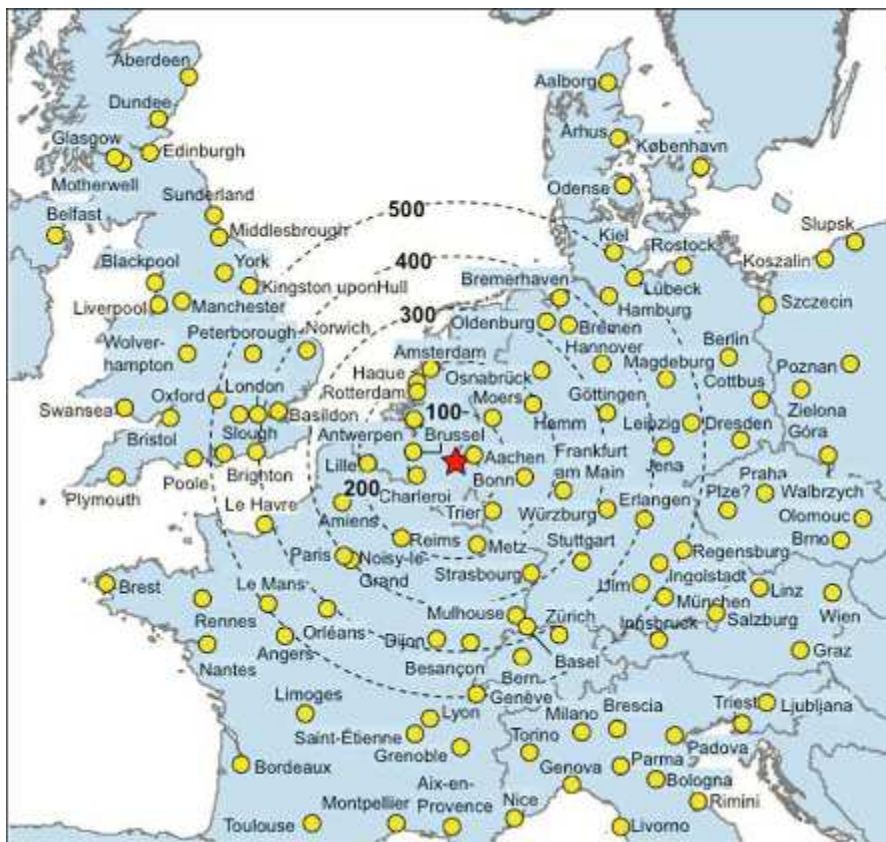 Aberdeen
Aalborg
Dundee
Århus
København
Glasgow
Edinburgh
Motherwell
Odense
Sunderland
500
Belfast
Middlesbrough
Kiel
Slupsk
Rostock
Blackpool
York
400
Koszalin
Bremerhaven
Kingston uponHull
Lübeck
Liverpool
Manchester
300
Hamburg
Szczecin
Oldenburg
Bremen
Peterborough
Norwich
Hannover
Berlin
Wolver-
hampton
Amsterdam
Magdeburg
Poznan
Haque
Osnabrück
Cottbus
Oxford
London
Rotterdam
Moers
Göttingen
Swansea
Basildon
100
Hamm
Leipzig
Dresden
Zielona
Góra
Bristol
Slough
Antwerpen
Brussel
Frankfurt
am Main
Lille
Aachen
Jena
Poole
Brighton
Bonn
Praha
Plymouth
200
Charleroi
Plze?
Walbrzych
Le Havre
Trier
Würzburg
Erlangen
Amiens
Olomouc
Reims
Stuttgart
Brno
Paris
Noisy-le
Grand
Metz
Regensburg
Strasbourg
Ingolstadt
Brest
Le Mans
Ulm
Linz
München
Rennes
Mulhouse
Zürich
Wien
Orléans
Innsbruck
Salzburg
Angers
Dijon
Nantes
Besançon
Basel
Graz
Bern
Limoges
Genève
Lyon
Milano
Brescia
Triest
Ljubljana
Saint-Étienne
Torino
Grenoble
Padova
Bordeaux
Genova
Parma
Aix-en-
Provence
Bologna
Montpellier
Nice
Rimini
Toulouse
Livorno